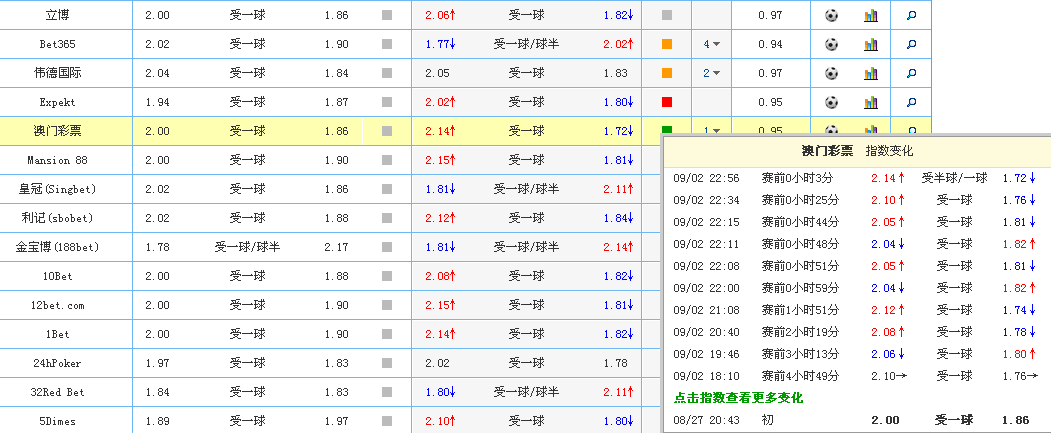 立博 2.00 受一球 1.86 2.06↑ 受一球 1.82↓ 0.97
Bet365 2.02 受一球 1.90 1.77↓ 受一球/球半 2.02↑ 4 0.94
伟德国际 2.04 受一球 1.84 2.05 受一球 1.83 2 0.97
Expekt 1.94 受一球 1.87 2.02↑ 受一球 1.80↓ 0.95
澳门彩票 2.00 受一球 1.86 2.14↑ 受一球 1.72↓ 1 0.95
Mansion 88 2.00 受一球 1.90 2.15↑ 受一球 1.81↓
皇冠(Singbet) 2.02 受一球 1.86 1.81↓ 受一球/球半 2.11↑
利记(sbobet) 2.02 受一球 1.88 2.12↑ 受一球 1.84↓
金宝博(188bet) 1.78 受一球/球半 2.17 1.81↓ 受一球/球半 2.14↑
10Bet 2.00 受一球 1.88 2.08↑ 受一球 1.82↓
12bet.com 2.00 受一球 1.90 2.15↑ 受一球 1.81↓
1Bet 2.00 受一球 1.90 2.14↑ 受一球 1.82↓
24hPoker 1.97 受一球 1.83 2.02 受一球 1.78
32Red Bet 1.84 受一球 1.83 1.80↓ 受一球/球半 2.11↑
5Dimes 1.89 受一球 1.97 2.10↑ 受一球 1.80↓
澳门彩票 指数变化
09/02 22:56 赛前0小时3分 2.14↑ 受半球/一球 1.72↓
09/02 22:34 赛前0小时25分 2.10↑ 受一球 1.76↓
09/02 22:15 赛前0小时44分 2.05↑ 受一球 1.81↓
09/02 22:11 赛前0小时48分 2.04↓ 受一球 1.82↑
09/02 22:08 赛前0小时51分 2.05↑ 受一球 1.81↓
09/02 22:00 赛前0小时59分 2.04↓ 受一球 1.82↑
09/02 21:08 赛前1小时51分 2.12↑ 受一球 1.74↓
09/02 20:40 赛前2小时19分 2.08↑ 受一球 1.78↓
09/02 19:46 赛前3小时13分 2.06↓ 受一球 1.80↑
09/02 18:10 赛前4小时49分 2.10→ 受一球 1.76→
点击指数查看更多变化
08/27 20:43 初 2.00 受一球 1.86